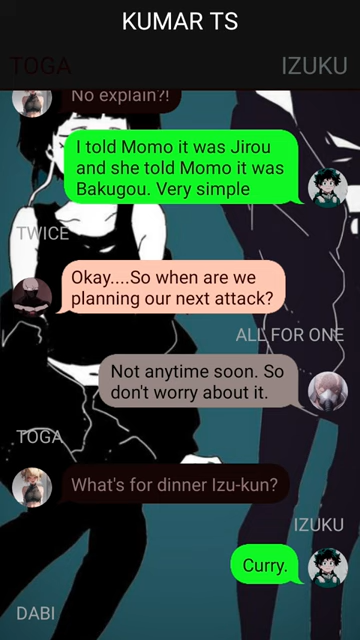 KUMAR TS
TOGA
IZUKU
No explain?!
I told Momo it was Jirou
and she told Momo it was
Bakugou. Very simple
TWICE
Okay....So when are we
planning our next attack?
ALL FOR ONE
Not anytime soon. So
don't worry about it.
TOGA
What's for dinner Izu-kun?
IZUKU
Curry.
DABI